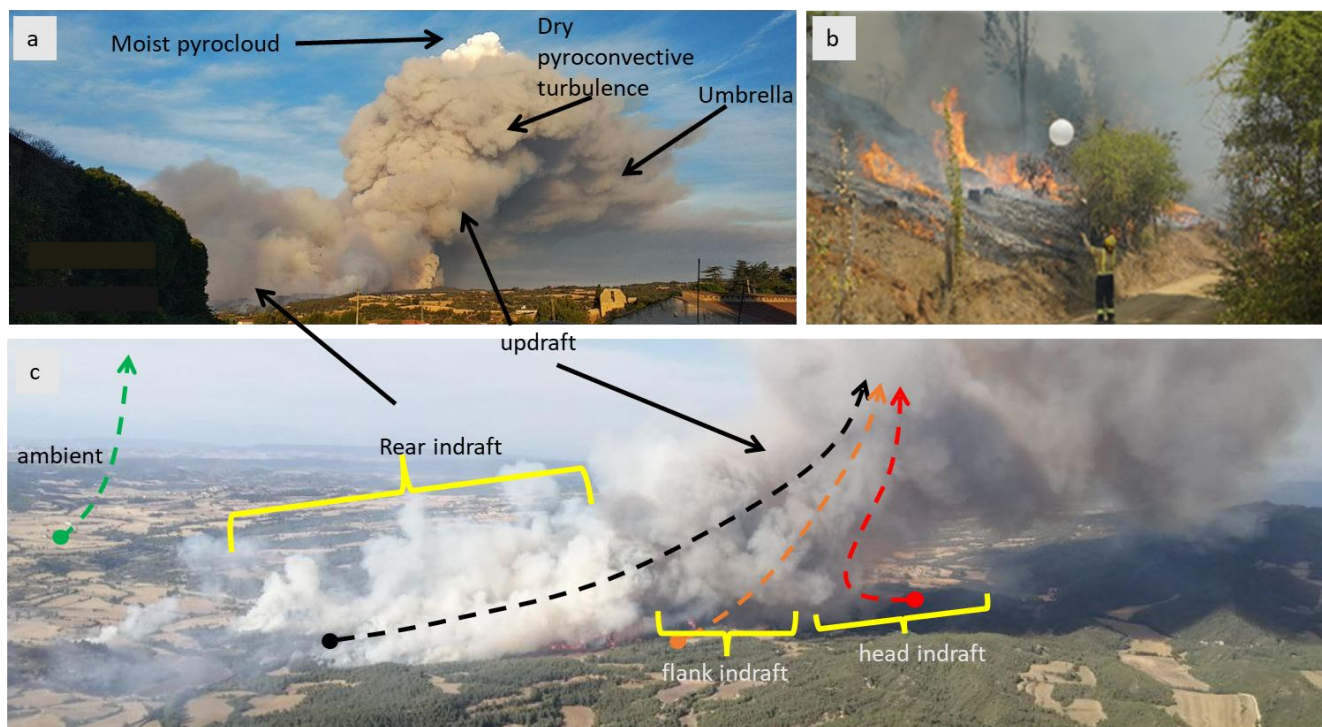 a
Moist pyrocloud
Dry
pyroconvective
turbulence
Umbrella
b
updraft
c
ambient
Rear indraft
flank indraft
head indraft